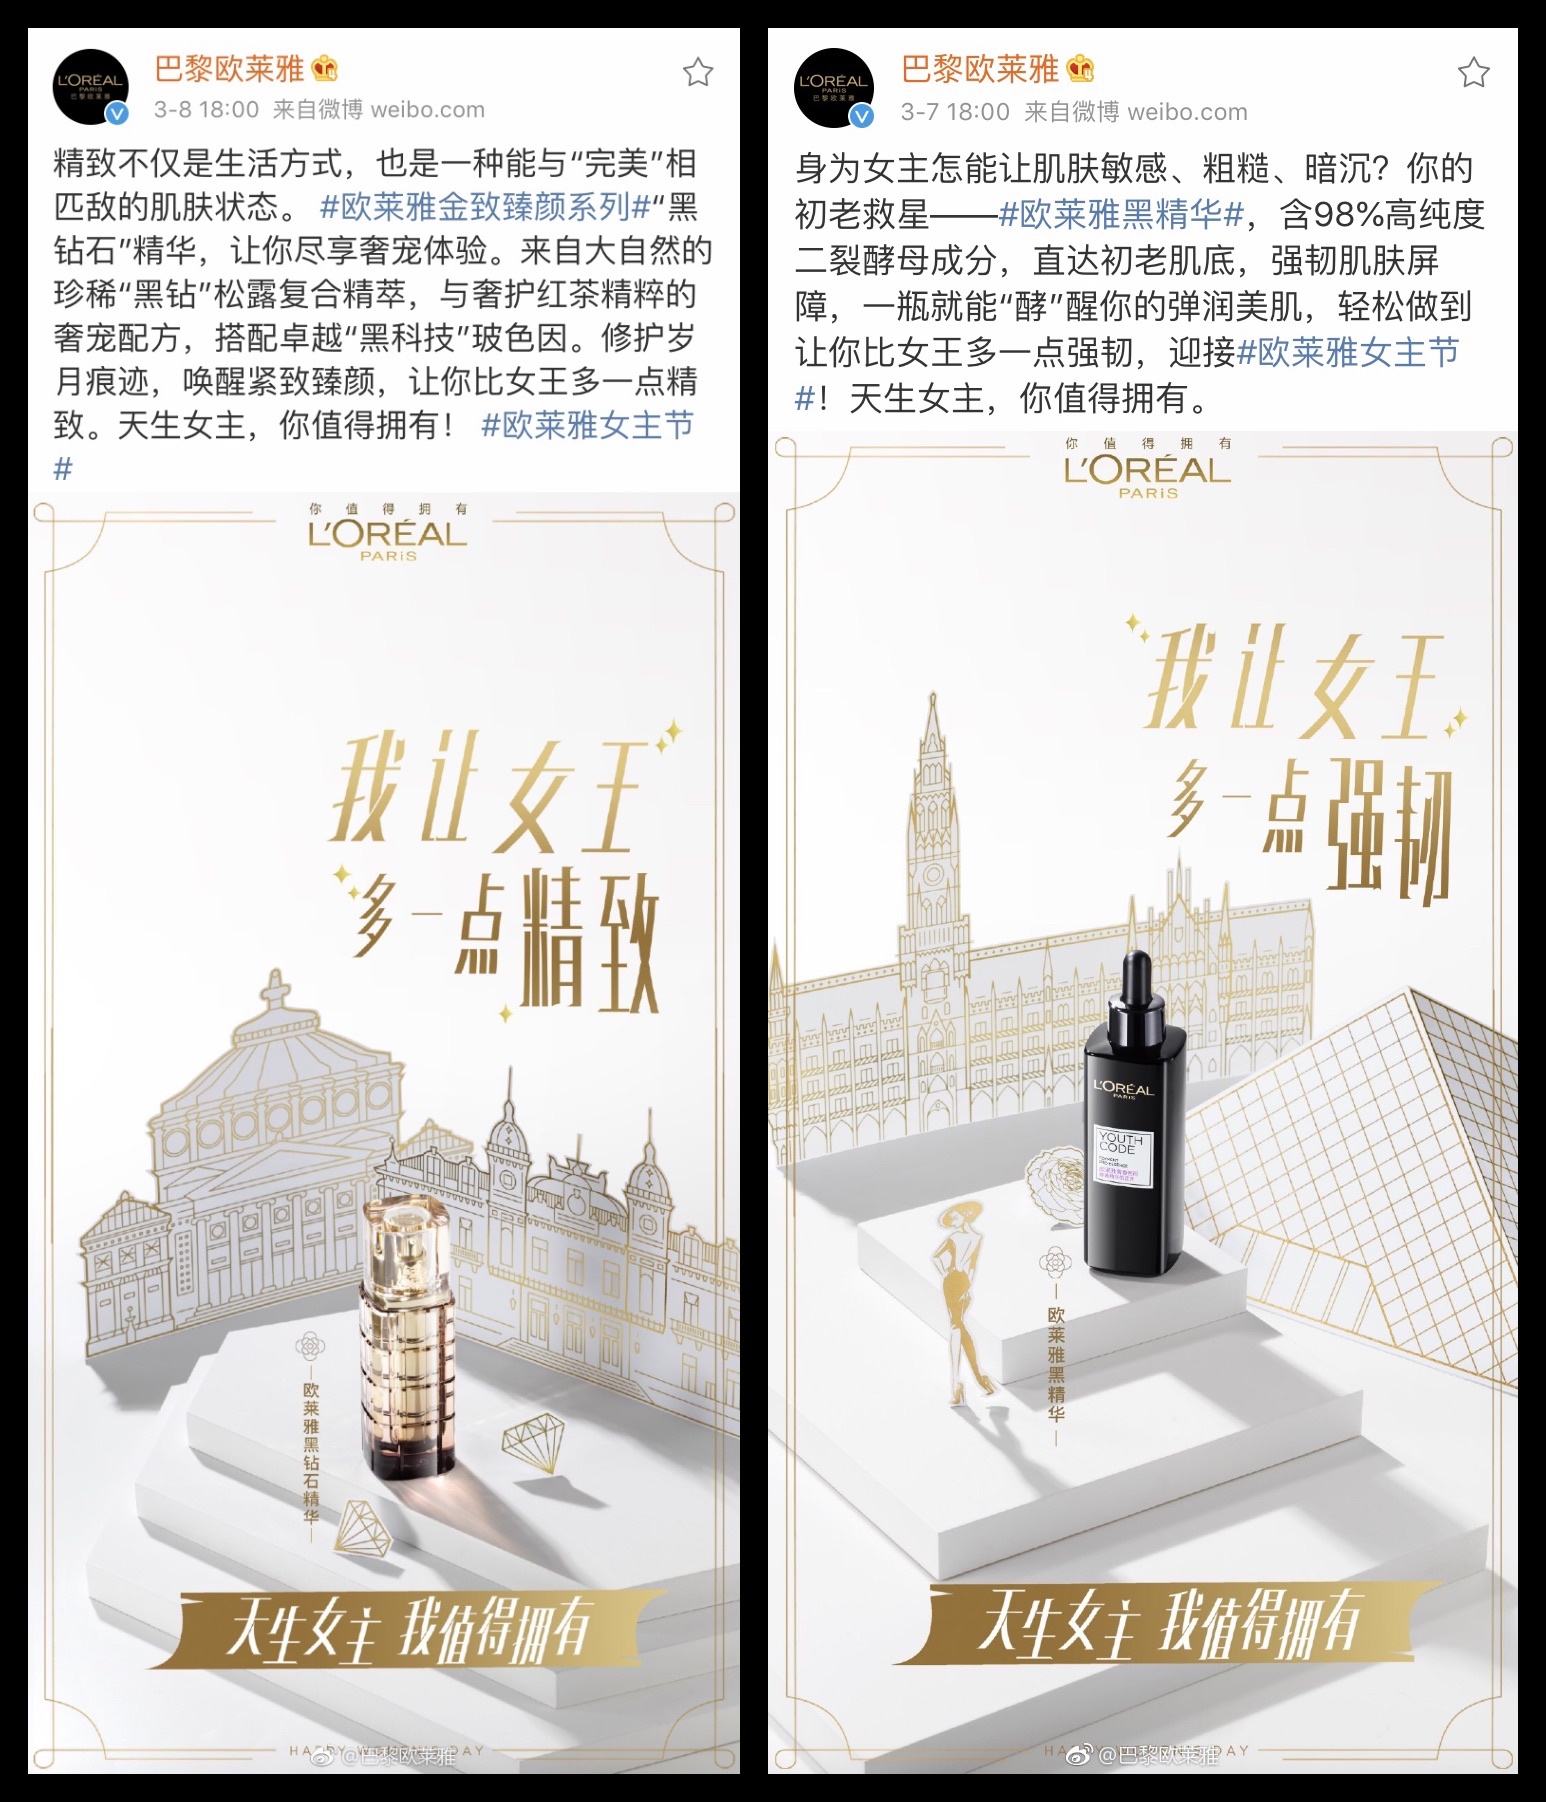 L'ORÉAL
PARIS
巴黎欧莱雅
巴黎欧莱雅
3-8 18:00 来自微博 weibo.com
精致不仅是生活方式，也是一种能与“完美”相
匹敌的肌肤状态。 #欧莱雅金致臻颜系列#“黑
钻石”精华，让你尽享奢宠体验。来自大自然的
珍稀“黑钻”松露复合精萃，与奢护红茶精粹的
奢宠配方，搭配卓越“黑科技”玻色因。修护岁
月痕迹，唤醒紧致臻颜，让你比女王多一点精
致。天生女主，你值得拥有！ #欧莱雅女主节
#
你值得拥有
L'ORÉAL
PARIS
我让女王
多一点精致
欧莱雅黑钻石精华
天生女主 我值得拥有
@巴黎欧莱雅
L'ORÉAL
PARIS
巴黎欧莱雅
巴黎欧莱雅
3-7 18:00 来自微博 weibo.com
身为女主怎能让肌肤敏感、粗糙、暗沉？你的
初老救星——#欧莱雅黑精华#，含98%高纯度
二裂酵母成分，直达初老肌底，强韧肌肤屏
障，一瓶就能“酵”醒你的弹润美肌，轻松做到
让你比女王多一点强韧，迎接#欧莱雅女主节
#！天生女主，你值得拥有。
你值得拥有
L'ORÉAL
PARIS
我让女王
多一点强韧
L'ORÉAL
PARIS
YOUTH
CODE
欧莱雅黑精华
天生女主 我值得拥有
@巴黎欧莱雅